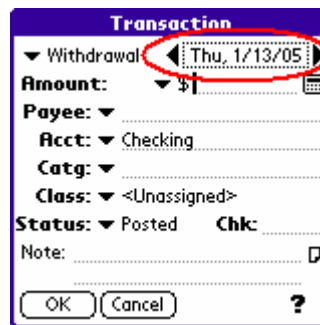 Transaction
Withdrawal Thu, 1/13/05
Amount: $
Payee:
Acct: Checking
Catg:
Class: <Unassigned>
Status: Posted Chk:
Note:
OK Cancel ?